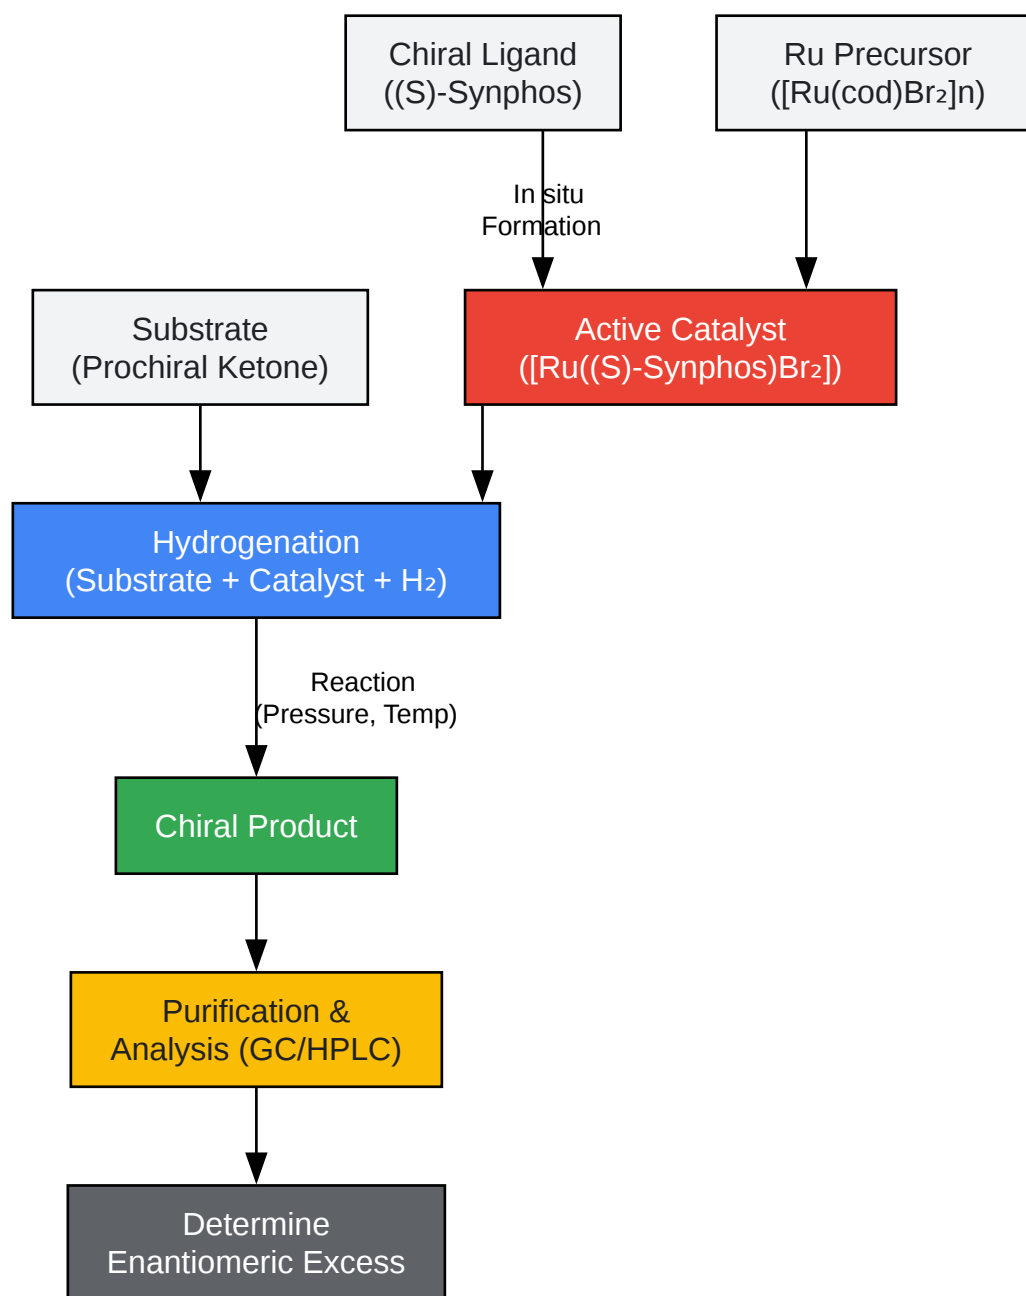 Chiral Ligand
((S)-Synphos)
Ru Precursor
([Ru(cod)Br₂]n)
In situ
Formation
Substrate
(Prochiral Ketone)
Active Catalyst
([Ru((S)-Synphos)Br₂])
Hydrogenation
(Substrate + Catalyst + H₂)
Reaction
(Pressure, Temp)
Chiral Product
Purification &
Analysis (GC/HPLC)
Determine
Enantiomeric Excess